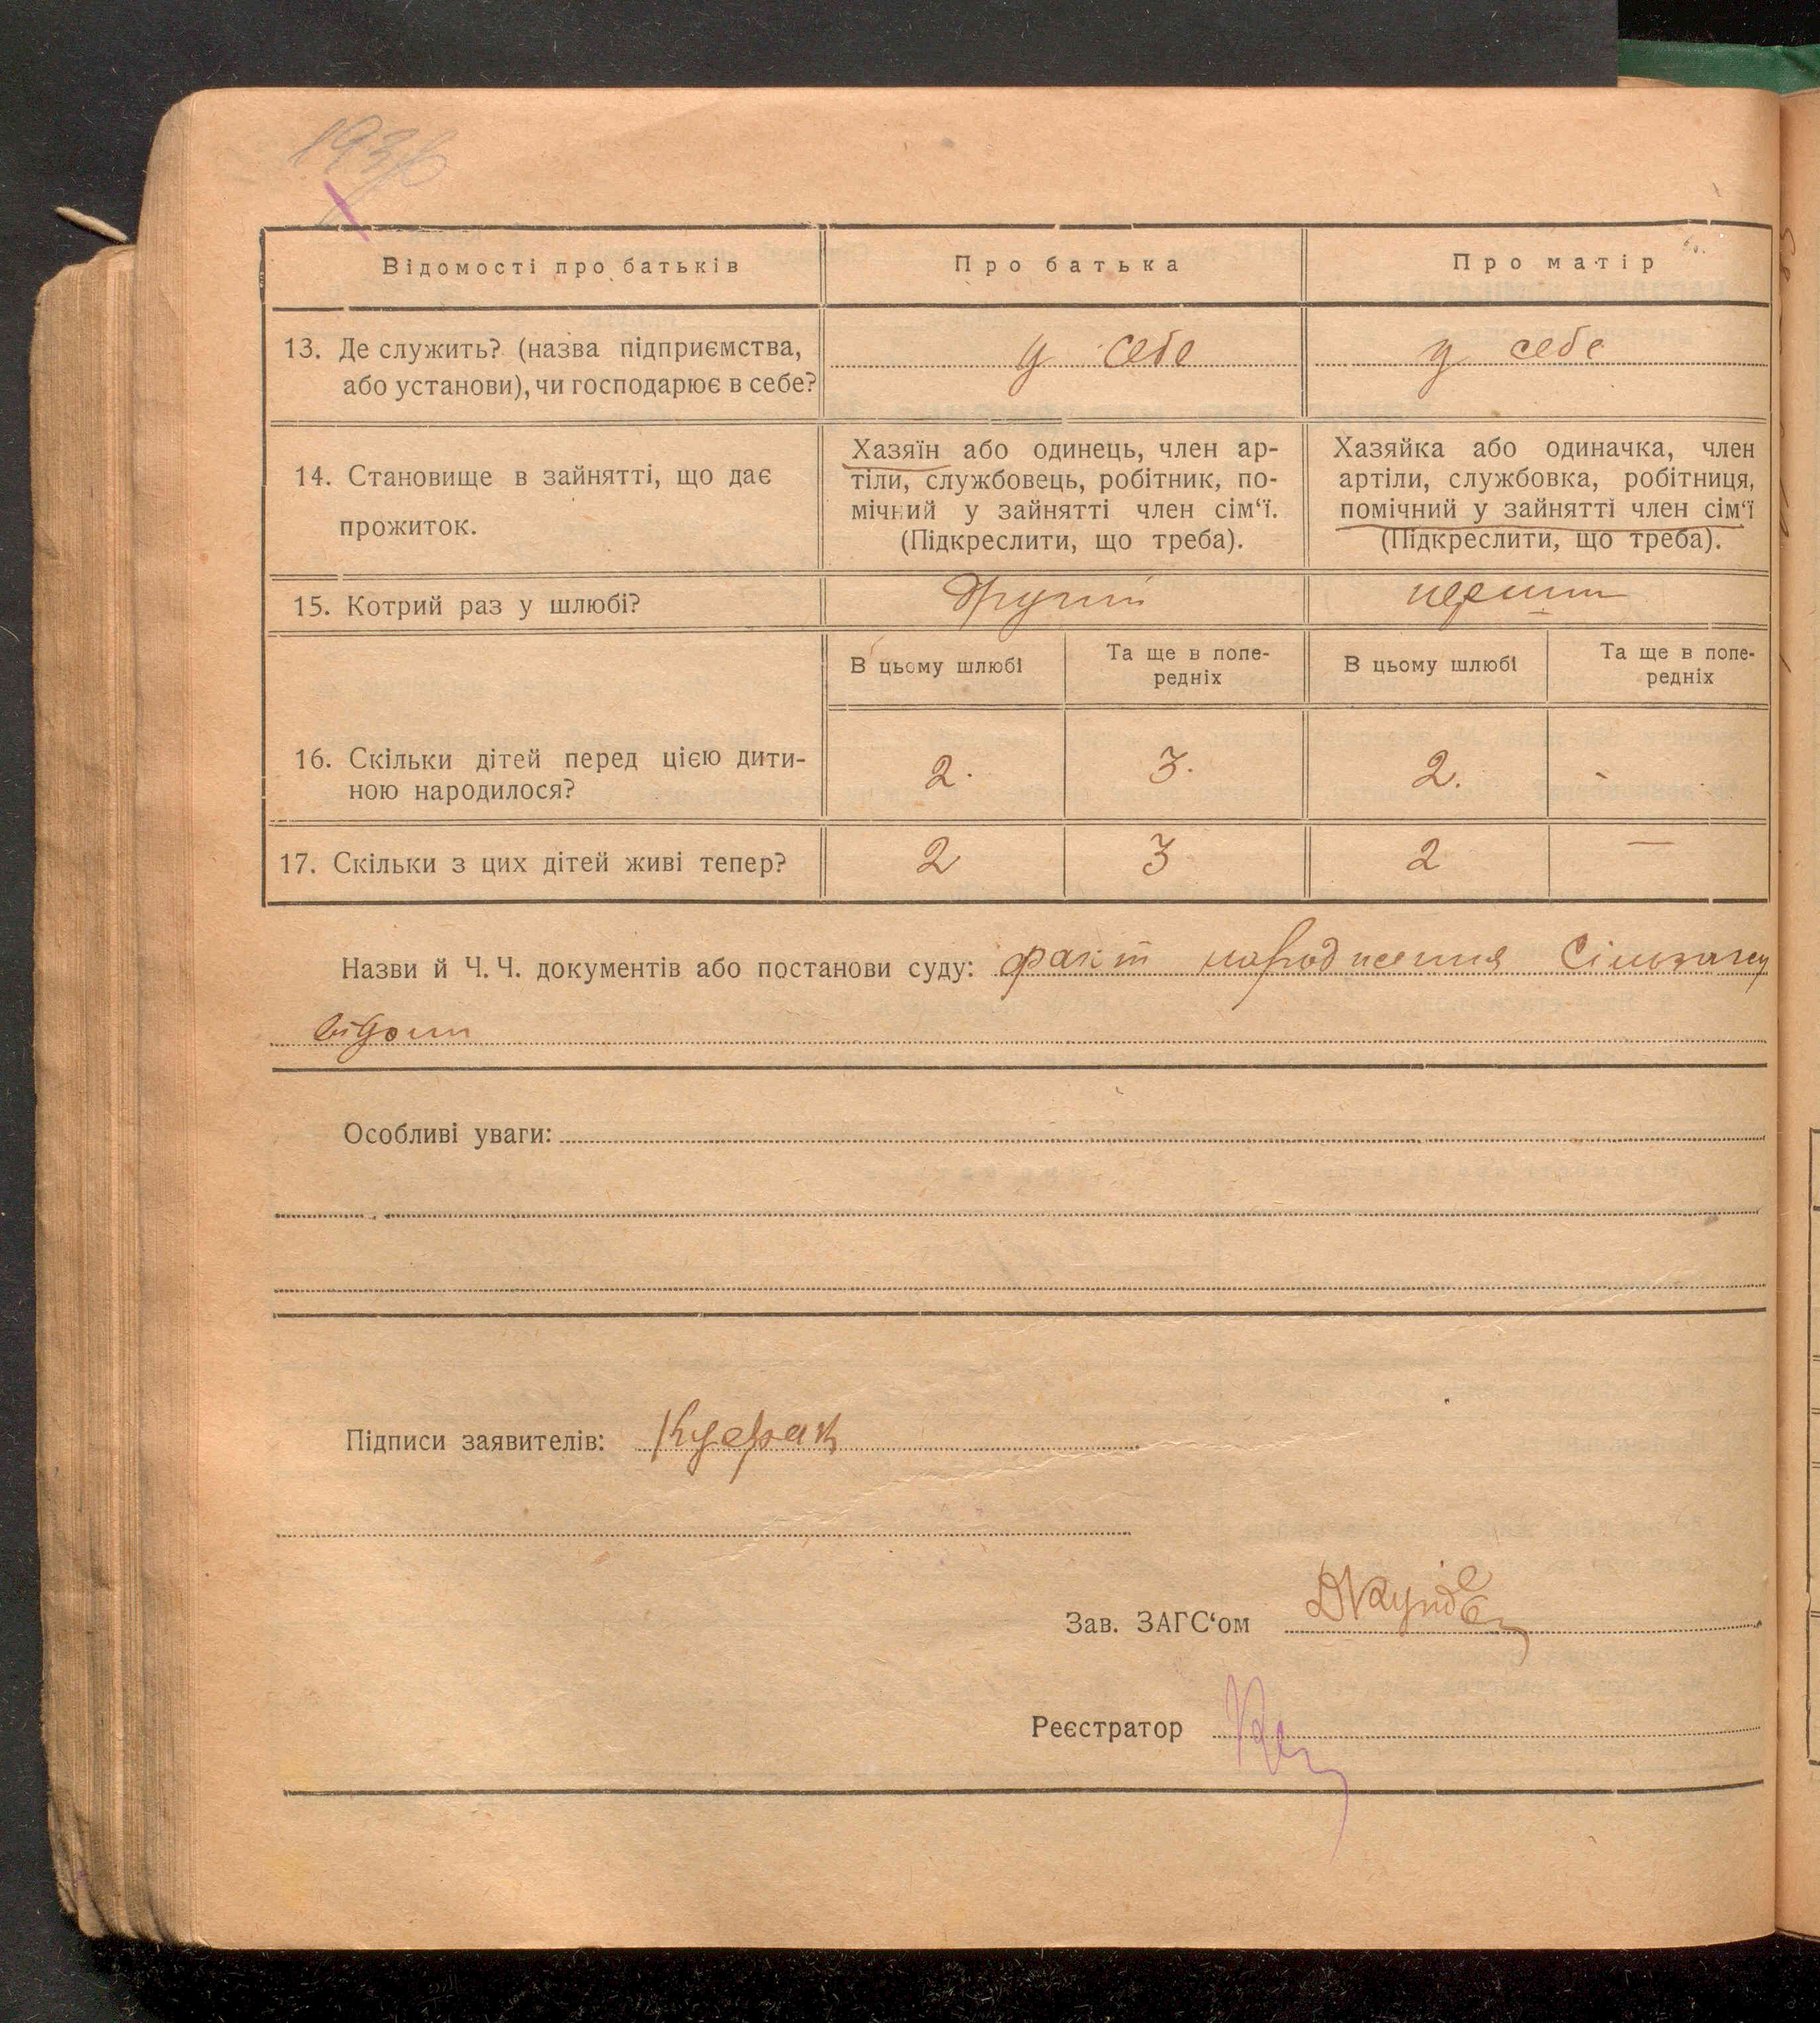 Відомості про батьків
Про батька
Про матір
13. Де служить? (назва підприємства,
або установи), чи господарює в себе?
у себе
у себе
14. Становище в зайнятті, що дає
прожиток.
Хазяїн або одинець, член ар-
тіли, службовець, робітник, по-
мічний у зайнятті член сім‘ї.
(Підкреслити, що треба).
Хазяйка або одиначка, член
артіли, службовка, робітниця,
помічний у зайнятті член сім‘ї
(Підкреслити, що треба).
15. Котрий раз у шлюбі?
другий
перший
В цьому шлюбі
Та ще в попе-
редніх
В цьому шлюбі
Та ще в попе-
редніх
16. Скільки дітей перед цією дити-
ною народилося?
2.
3.
2.
-
17. Скільки з цих дітей живі тепер?
2
3
2
—
Назви й Ч. Ч. документів або постанови суду: факт народження
відомий
Особливі уваги:
Підписи заявителів:
Зав. ЗАГС‘ом
Реєстратор